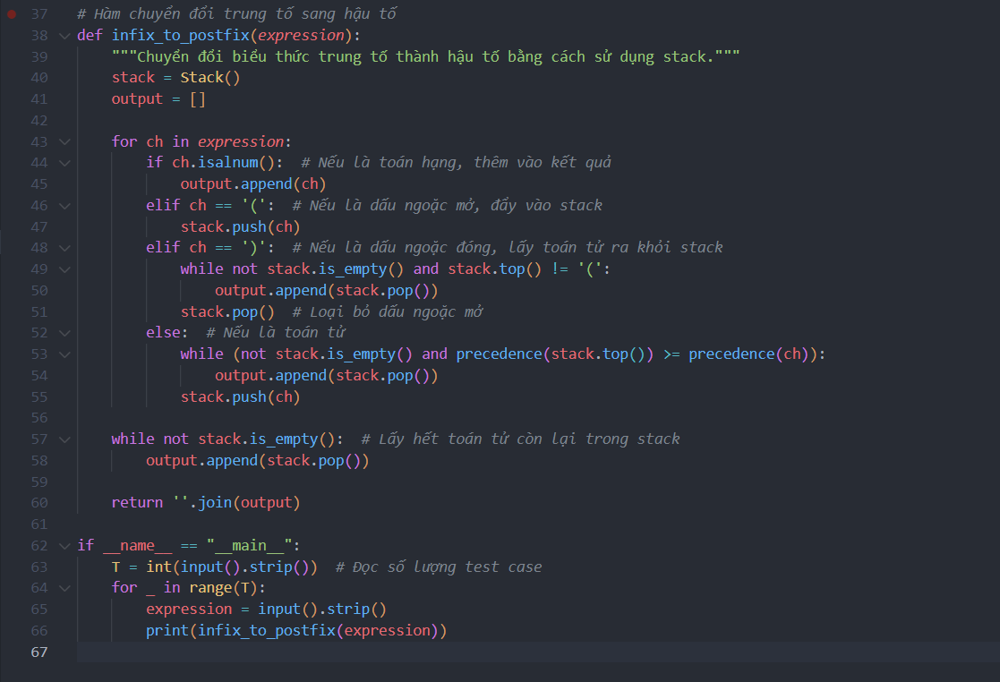 37 # Hàm chuyển đổi trung tố sang hậu tố
38 def infix_to_postfix(expression):
39 """Chuyển đổi biểu thức trung tố thành hậu tố bằng cách sử dụng stack."""
40 stack = Stack()
41 output = []
42
43 for ch in expression:
44 if ch.isalnum(): # Nếu là toán hạng, thêm vào kết quả
45 output.append(ch)
46 elif ch == '(': # Nếu là dấu ngoặc mở, đẩy vào stack
47 stack.push(ch)
48 elif ch == ')': # Nếu là dấu ngoặc đóng, lấy toán tử ra khỏi stack
49 while not stack.is_empty() and stack.top() != '(':
50 output.append(stack.pop())
51 stack.pop() # Loại bỏ dấu ngoặc mở
52 else: # Nếu là toán tử
53 while (not stack.is_empty() and precedence(stack.top()) >= precedence(ch)):
54 output.append(stack.pop())
55 stack.push(ch)
56
57 while not stack.is_empty(): # Lấy hết toán tử còn lại trong stack
58 output.append(stack.pop())
59
60 return ''.join(output)
61
62 if __name__ == "__main__":
63 T = int(input().strip()) # Đọc số lượng test case
64 for _ in range(T):
65 expression = input().strip()
66 print(infix_to_postfix(expression))
67